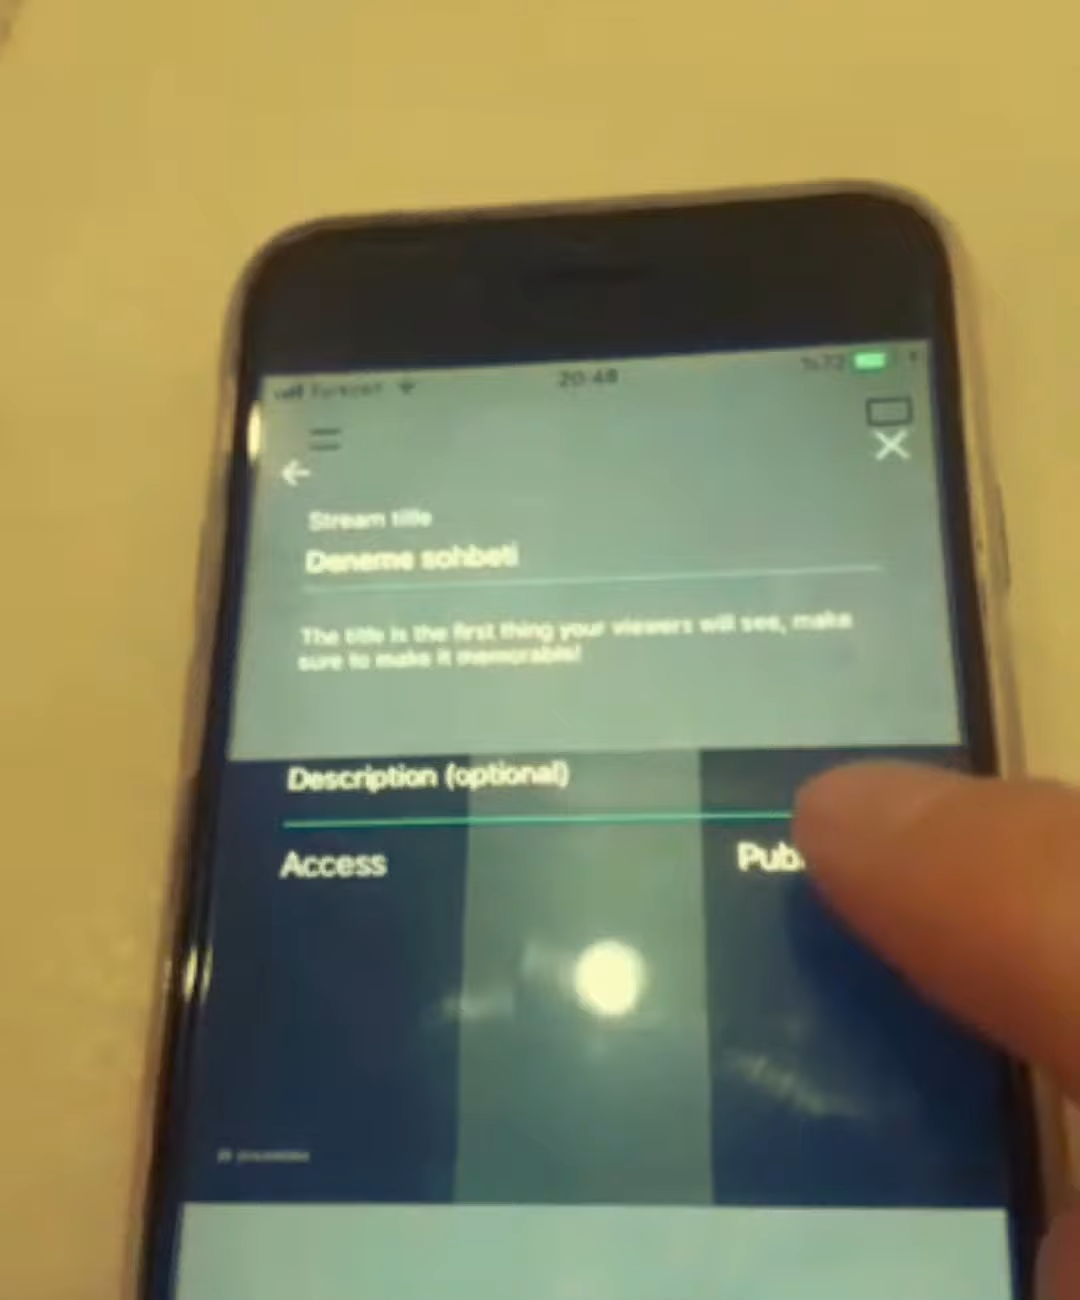 20:48
Stream title
Deneme sohbeti
The title is the first thing your viewers will see, make
sure to make it memorable!
Description (optional)
Access